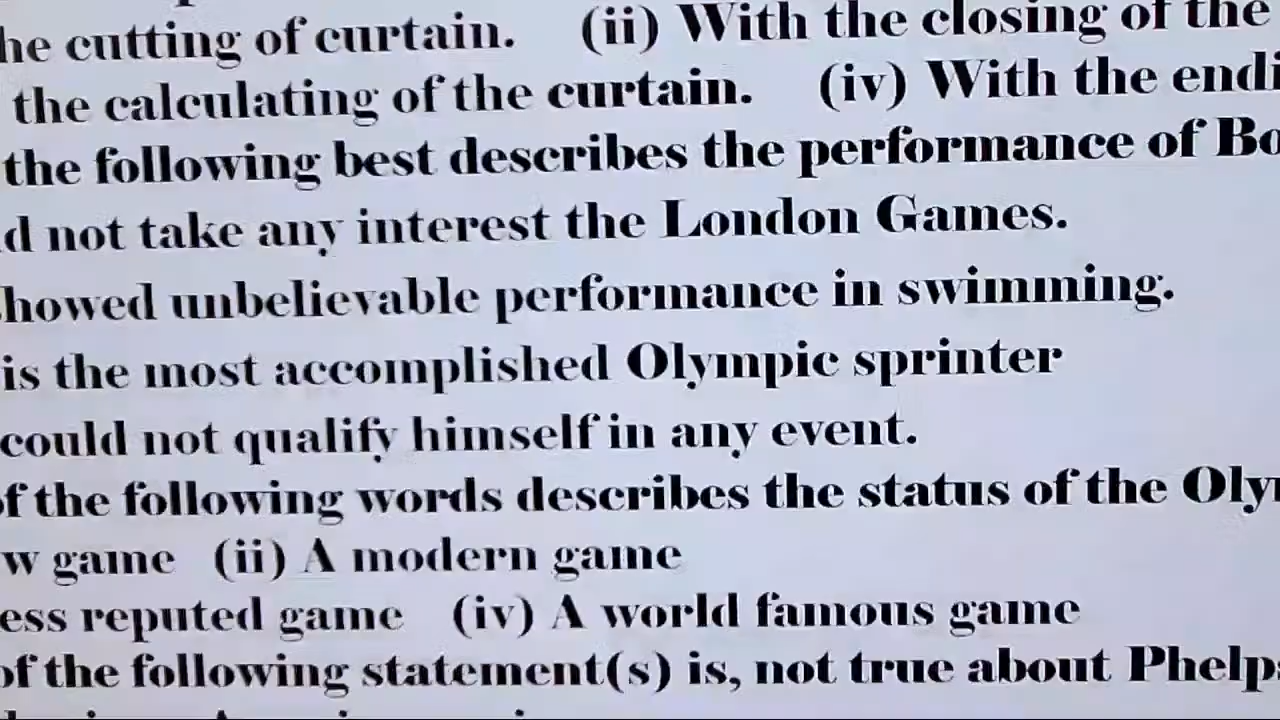 he cutting of curtain. (ii) With the closing of the
the calculating of the curtain. (iv) With the endi
the following best describes the performance of Bo
d not take any interest the London Games.
howed unbelievable performance in swimming.
is the most accomplished Olympic sprinter
could not qualify himself in any event.
of the following words describes the status of the Oly
w game (ii) A modern game
ess reputed game (iv) A world famous game
of the following statement(s) is, not true about Phelps